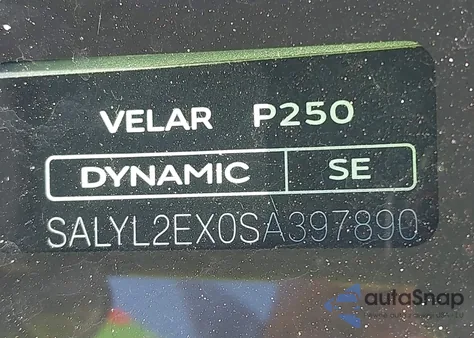 VELAR P250
DYNAMIC SE
SALYL2EX0SA397890
autoSnap